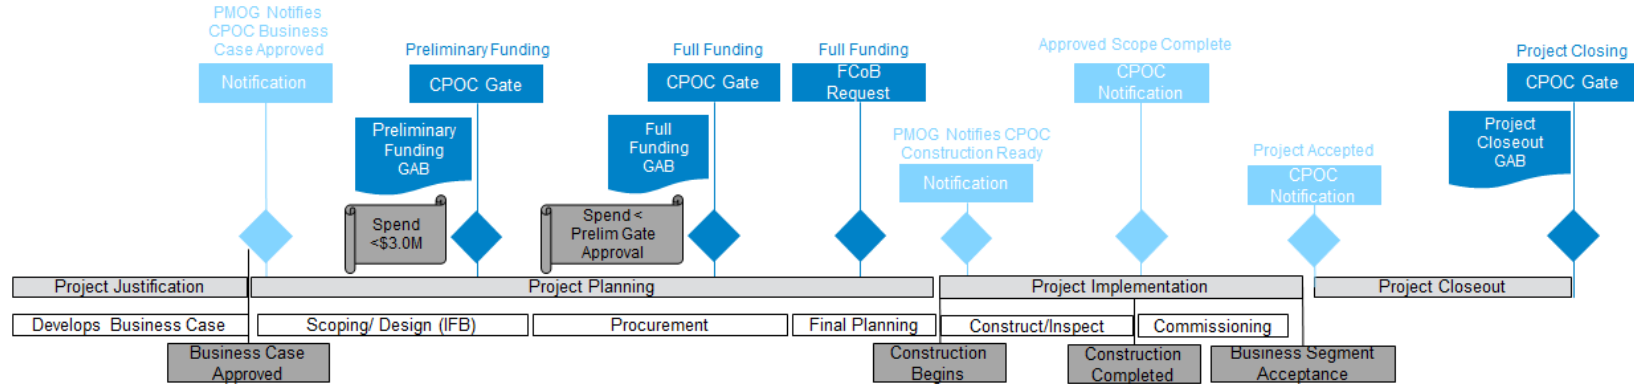 PMOG Notifies
CPOC Business
Case Approved
Notification
Preliminary Funding
CPOC Gate
Preliminary
Funding
GAB
Spend
<$3.0M
Full Funding
CPOC Gate
Full
Funding
GAB
Spend <
Prelim Gate
Approval
Full Funding
FCoB
Request
PMOG Notifies CPOC
Construction Ready
Notification
Approved Scope Complete
CPOC
Notification
Project Accepted
CPOC
Notification
Project Closing
CPOC Gate
Project
Closeout
GAB
Project Justification
Project Planning
Project Implementation
Project Closeout
Develops Business Case
Scoping/ Design (IFB)
Procurement
Final Planning
Construct/Inspect
Commissioning
Business Case
Approved
Construction
Begins
Construction
Completed
Business Segment
Acceptance